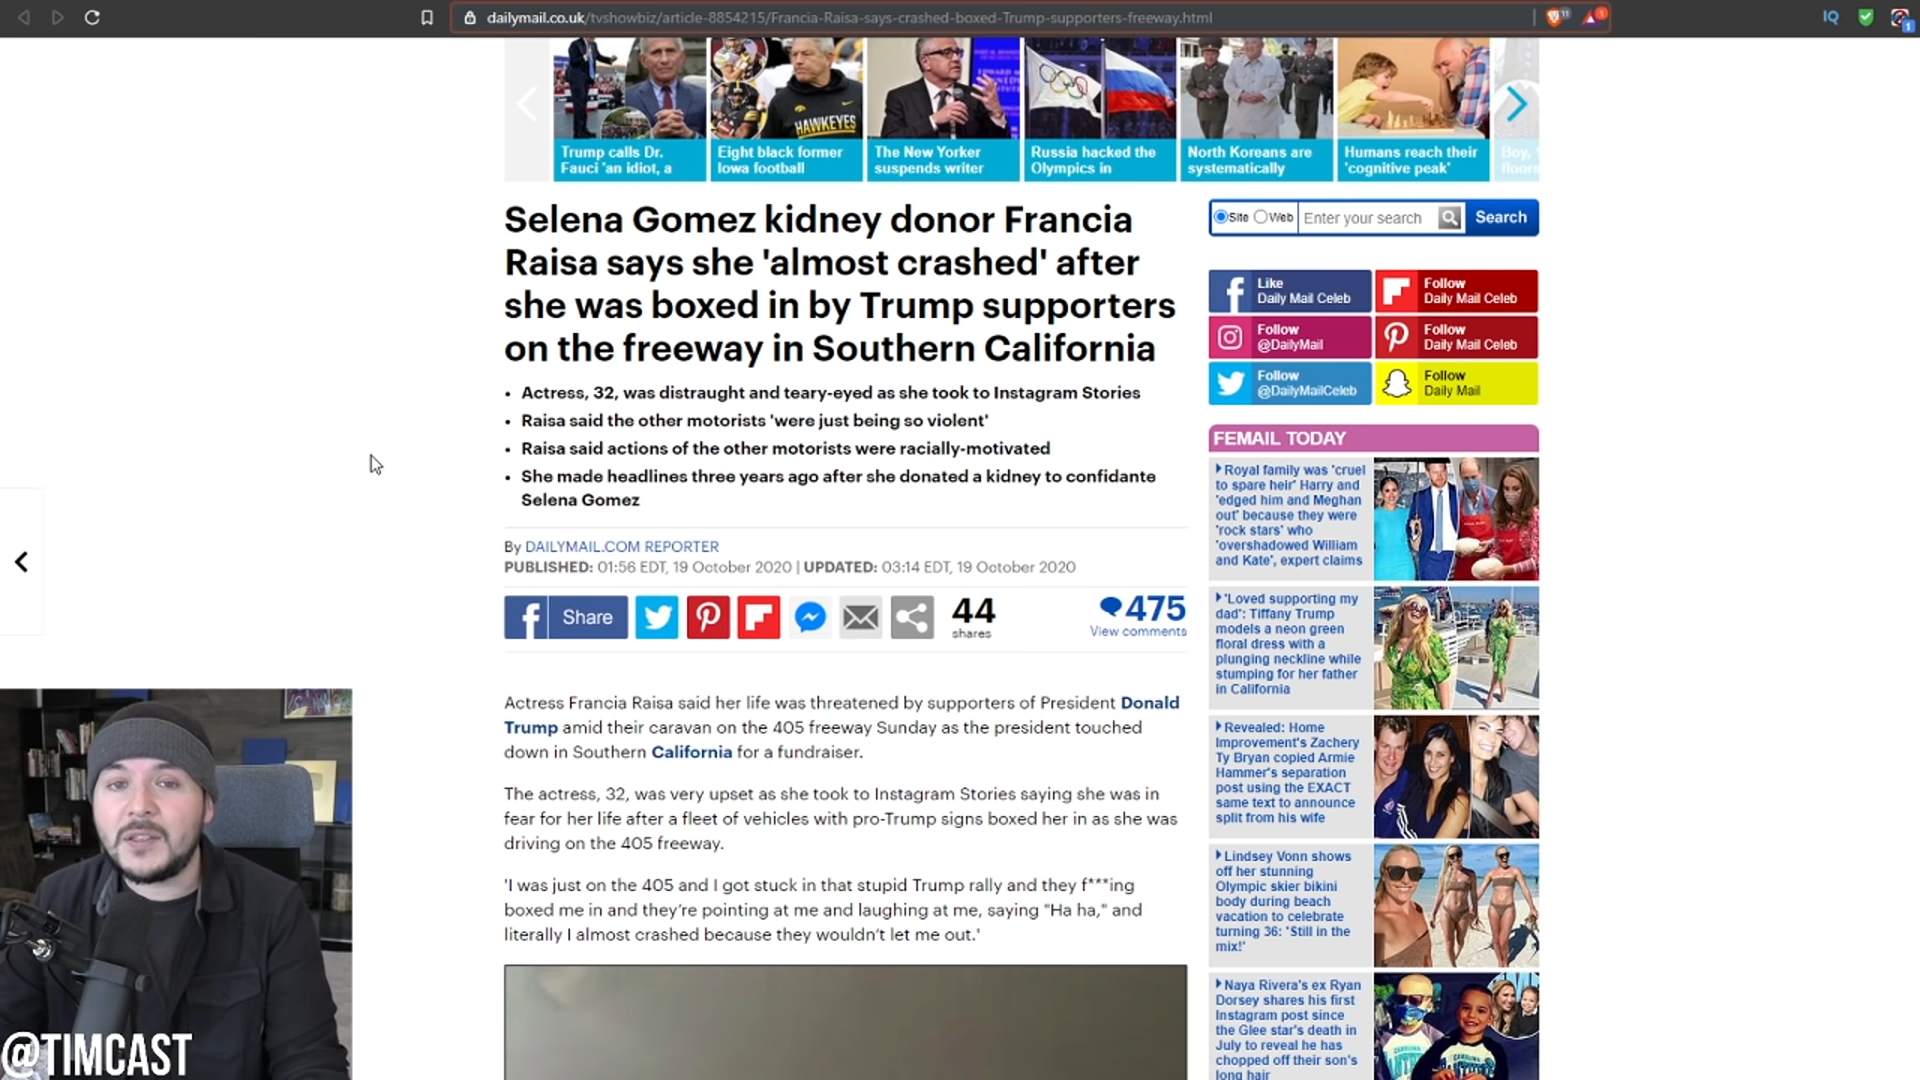 dailymail.co.uk/tvshowbiz/article-8854215/Francia-Raisa-says-crashed-boxed-Trump-supporters-freeway.html
11
1
IQ
1
HAWKEYES
Trump calls Dr.
Fauci 'an idiot, a
Eight black former
Iowa football
The New Yorker
suspends writer
Russia hacked the
Olympics in
North Koreans are
systematically
Humans reach their
'cognitive peak'
Boy,
floors
Selena Gomez kidney donor Francia
Raisa says she 'almost crashed' after
she was boxed in by Trump supporters
on the freeway in Southern California
• Actress, 32, was distraught and teary-eyed as she took to Instagram Stories
• Raisa said the other motorists 'were just being so violent'
• Raisa said actions of the other motorists were racially-motivated
• She made headlines three years ago after she donated a kidney to confidante
Selena Gomez
By DAILYMAIL.COM REPORTER
PUBLISHED: 01:56 EDT, 19 October 2020 | UPDATED: 03:14 EDT, 19 October 2020
Share
44
shares
475
View comments
Actress Francia Raisa said her life was threatened by supporters of President Donald
Trump amid their caravan on the 405 freeway Sunday as the president touched
down in Southern California for a fundraiser.
The actress, 32, was very upset as she took to Instagram Stories saying she was in
fear for her life after a fleet of vehicles with pro-Trump signs boxed her in as she was
driving on the 405 freeway.
'I was just on the 405 and I got stuck in that stupid Trump rally and they f***ing
boxed me in and they're pointing at me and laughing at me, saying "Ha ha," and
literally I almost crashed because they wouldn't let me out.'
Site Web Enter your search Search
Like
Daily Mail Celeb
Follow
Daily Mail Celeb
Follow
@DailyMail
Follow
Daily Mail Celeb
Follow
@DailyMailCeleb
Follow
Daily Mail
FEMAIL TODAY
Royal family was 'cruel
to spare heir' Harry and
'edged him and Meghan
out' because they were
'rock stars' who
'overshadowed William
and Kate', expert claims
'Loved supporting my
dad': Tiffany Trump
models a neon green
floral dress with a
plunging neckline while
stumping for her father
in California
Revealed: Home
Improvement's Zachery
Ty Bryan copied Armie
Hammer's separation
post using the EXACT
same text to announce
split from his wife
Lindsey Vonn shows
off her stunning
Olympic skier bikini
body during beach
vacation to celebrate
turning 36: 'Still in the
mix!'
Naya Rivera's ex Ryan
Dorsey shares his first
Instagram post since
the Glee star's death in
July to reveal he has
chopped off their son's
long hair
@TIMCAST